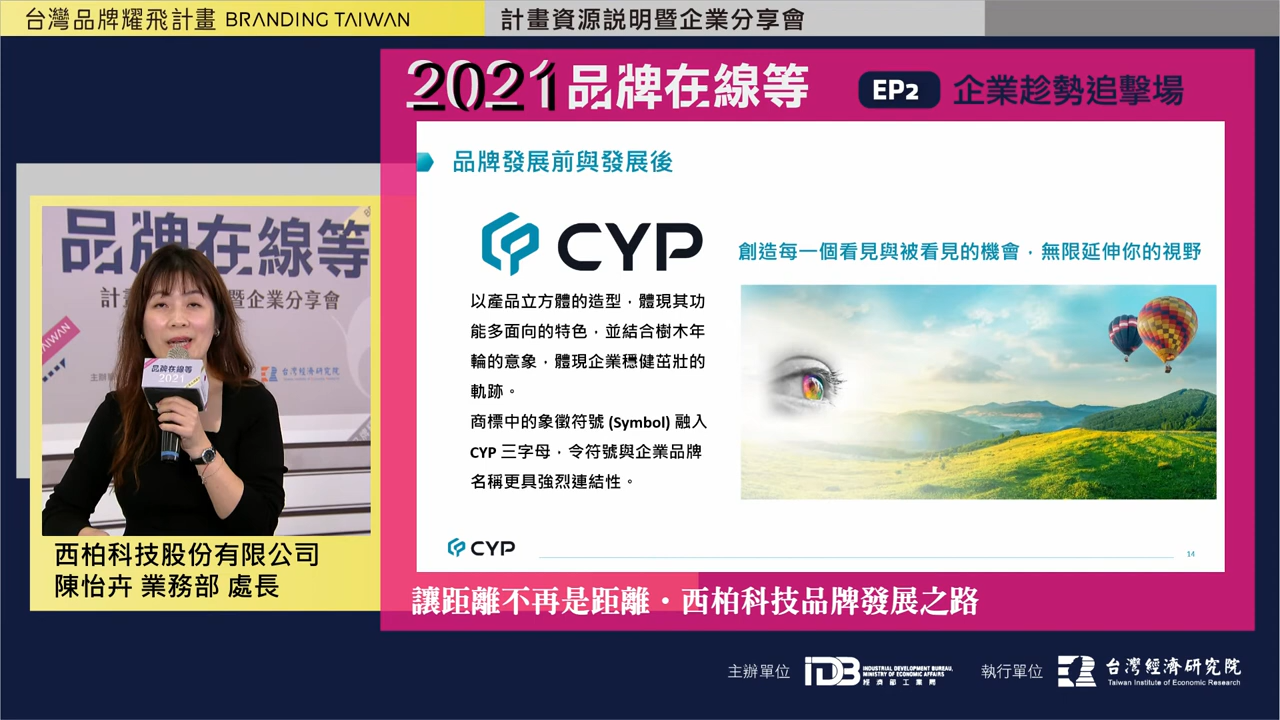 台灣品牌耀飛計畫 BRANDING TAIWAN
計畫資源説明暨企業分享會
2021品牌在線等
EP2 企業趁勢追擊場
品牌發展前與發展後
CYP
創造每一個看見與被看見的機會，無限延伸你的視野
以產品立方體的造型，體現其功
能多面向的特色，並結合樹木年
輪的意象，體現企業穩健茁壯的
軌跡。
商標中的象徵符號 (Symbol) 融入
CYP 三字母，令符號與企業品牌
名稱更具強烈連結性。
CYP
14
品牌在線等
計畫
暨企業分享會
TAIWAN
主辦單
台灣經濟研究院
品牌在線等
2021
西柏科技股份有限公司
陳怡卉 業務部 處長
讓距離不再是距離・西柏科技品牌發展之路
主辦單位
IDB
INDUSTRIAL DEVELOPMENT BUREAU,
MINISTRY OF ECONOMIC AFFAIRS
經濟部工業局
執行單位
台灣經濟研究院
Taiwan Institute of Economic Research